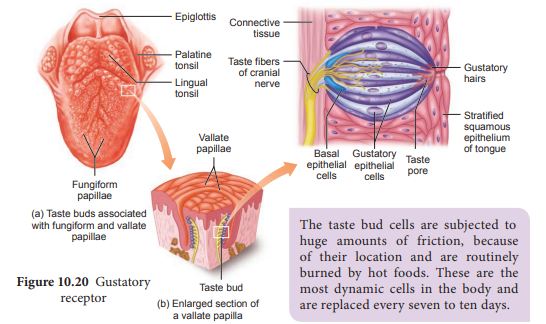 Epiglottis
Palatine
tonsil
Lingual
tonsil
Fungiform
papillae
(a) Taste buds associated
with fungiform and vallate
papillae
Figure 10.20 Gustatory
receptor
Vallate
papillae
Taste bud
(b) Enlarged section of
a vallate papilla
Connective
tissue
Taste fibers
of cranial
nerve
Gustatory
hairs
Stratified
squamous
epithelium
of tongue
Basal
epithelial
cells
Gustatory
epithelial
cells
Taste
pore
The taste bud cells are subjected to
huge amounts of friction, because
of their location and are routinely
burned by hot foods. These are the
most dynamic cells in the body and
are replaced every seven to ten days.